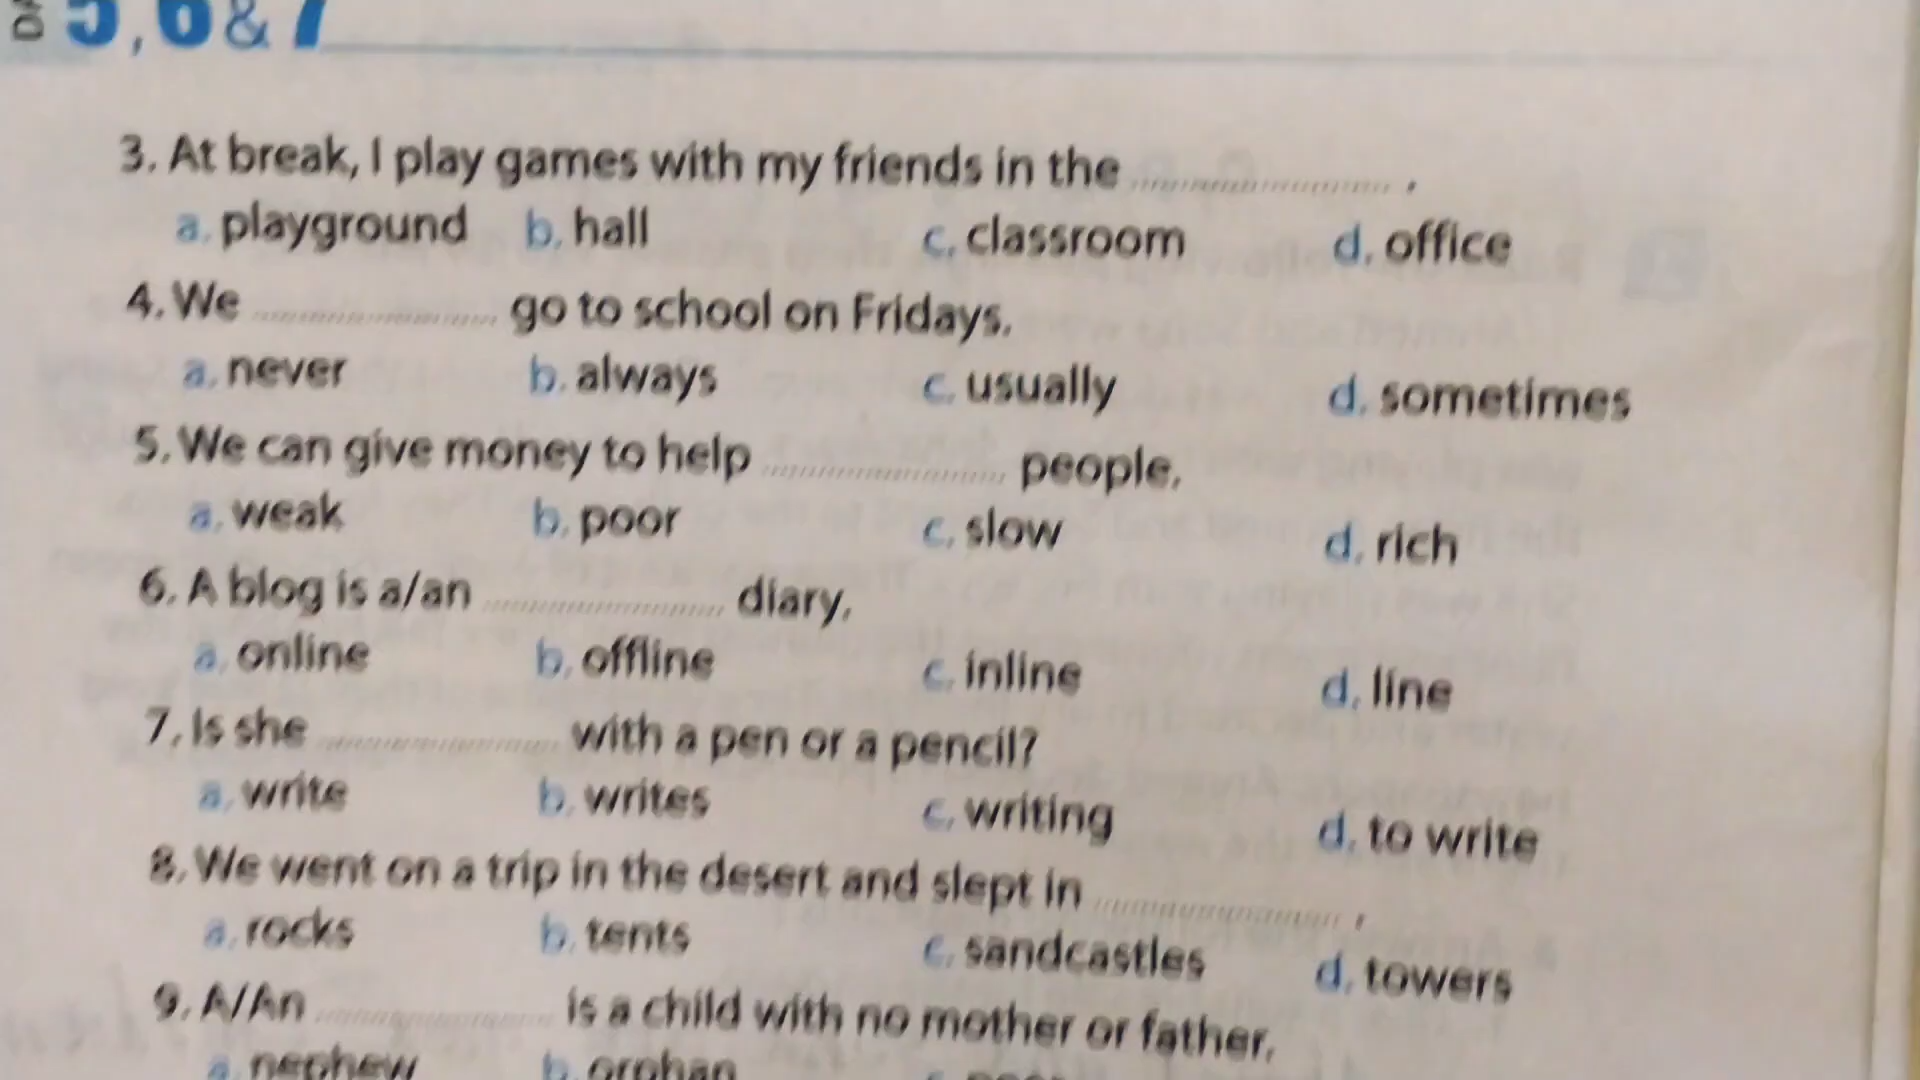 5, 6 & 7
3. At break, I play games with my friends in the .................... .
a. playground b. hall c. classroom d. office
4. We .................... go to school on Fridays.
a. never b. always c. usually d. sometimes
5. We can give money to help .................... people.
a. weak b. poor c. slow d. rich
6. A blog is a/an .................... diary.
a. online b. offline c. inline d. line
7. Is she .................... with a pen or a pencil?
a. write b. writes c. writing d. to write
8. We went on a trip in the desert and slept in .................... .
a. rocks b. tents c. sandcastles d. towers
9. A/An .................... is a child with no mother or father.
a. nephew b. orphan